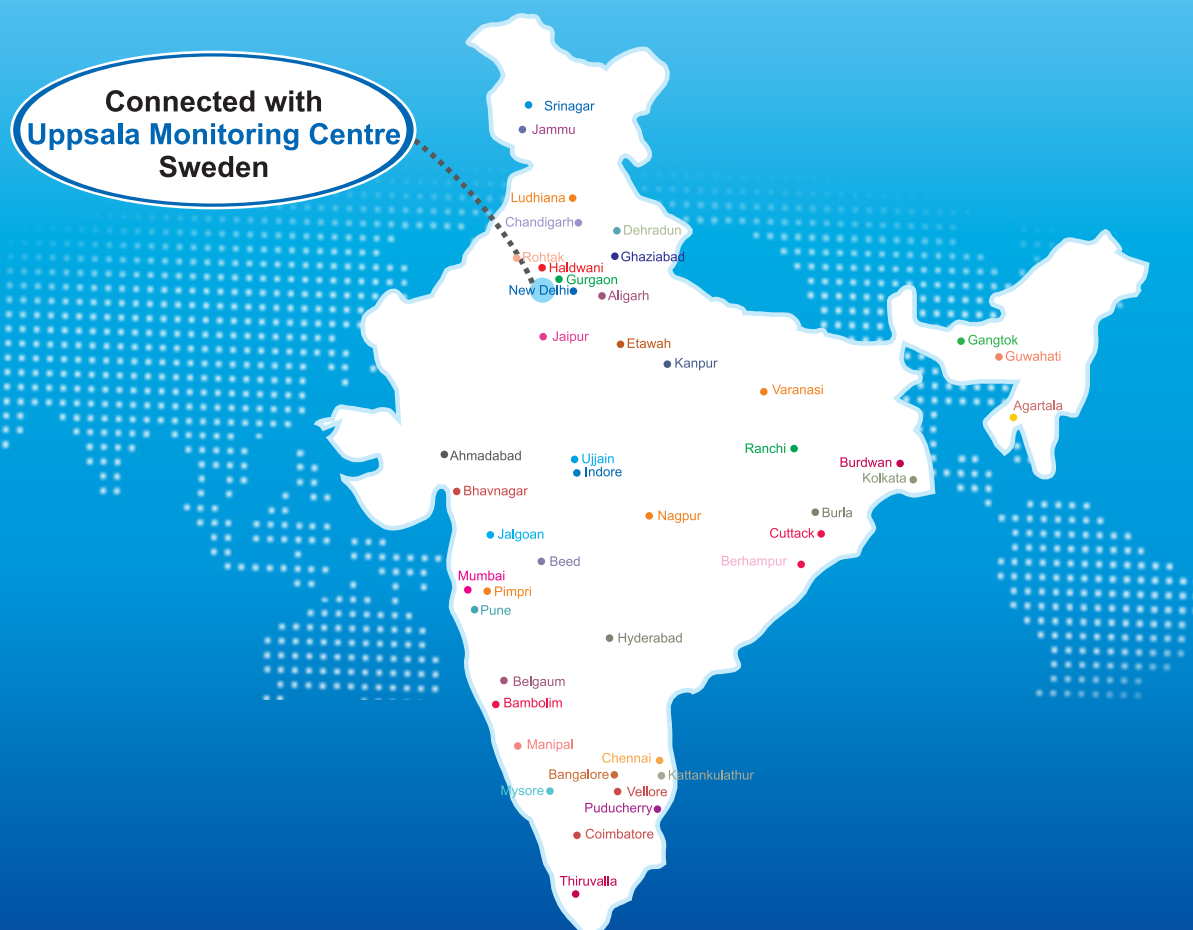 Connected with
Uppsala Monitoring Centre
Sweden
Srinagar
Jammu
Ludhiana
Chandigarh
Dehradun
Rohtak
Ghaziabad
Haldwani
Gurgaon
New Delhi
Aligarh
Jaipur
Etawah
Kanpur
Gangtok
Guwahati
Varanasi
Agartala
Ahmadabad
Ujjain
Indore
Ranchi
Burdwan
Kolkata
Bhavnagar
Nagpur
Burla
Jalgoan
Cuttack
Beed
Berhampur
Mumbai
Pimpri
Pune
Hyderabad
Belgaum
Bambolim
Manipal
Chennai
Bangalore
Kattankulathur
Mysore
Vellore
Puducherry
Coimbatore
Thiruvalla